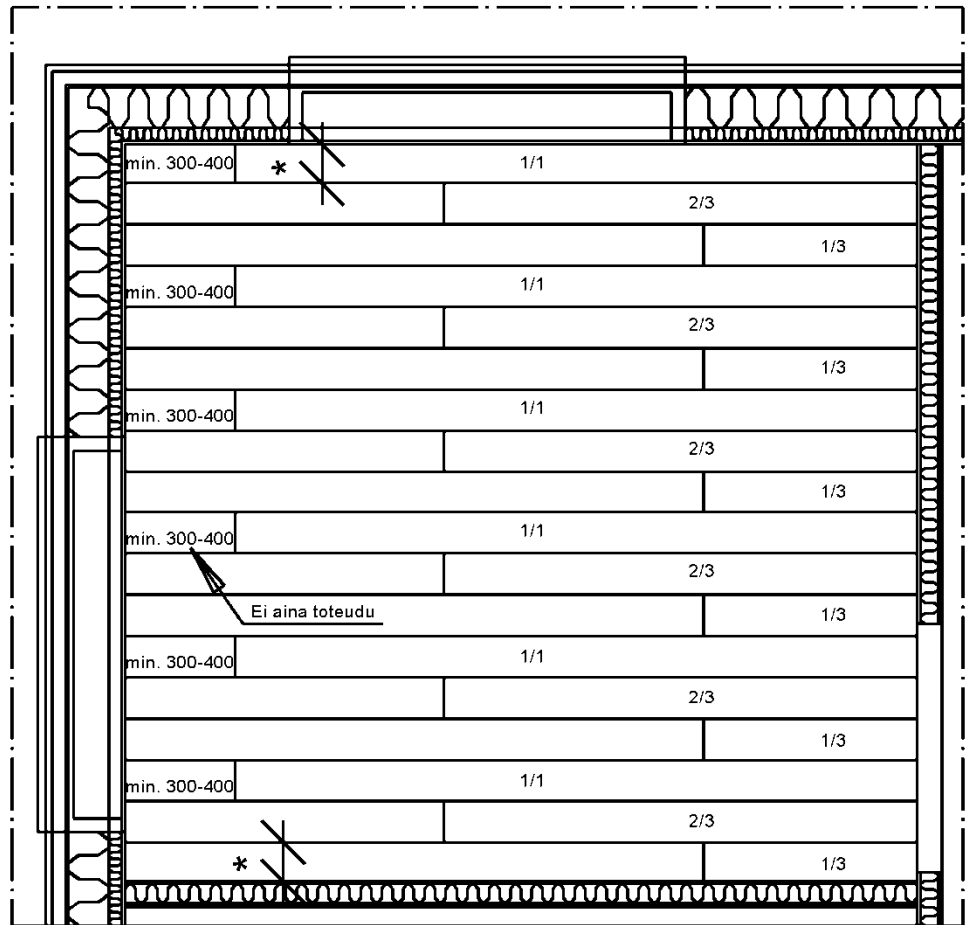 min. 300-400 * 1/1
2/3
1/3
min. 300-400 1/1
2/3
1/3
min. 300-400 1/1
2/3
1/3
min. 300-400 1/1
2/3
Ei aina toteudu 1/3
min. 300-400 1/1
2/3
1/3
min. 300-400 1/1
2/3
* 1/3